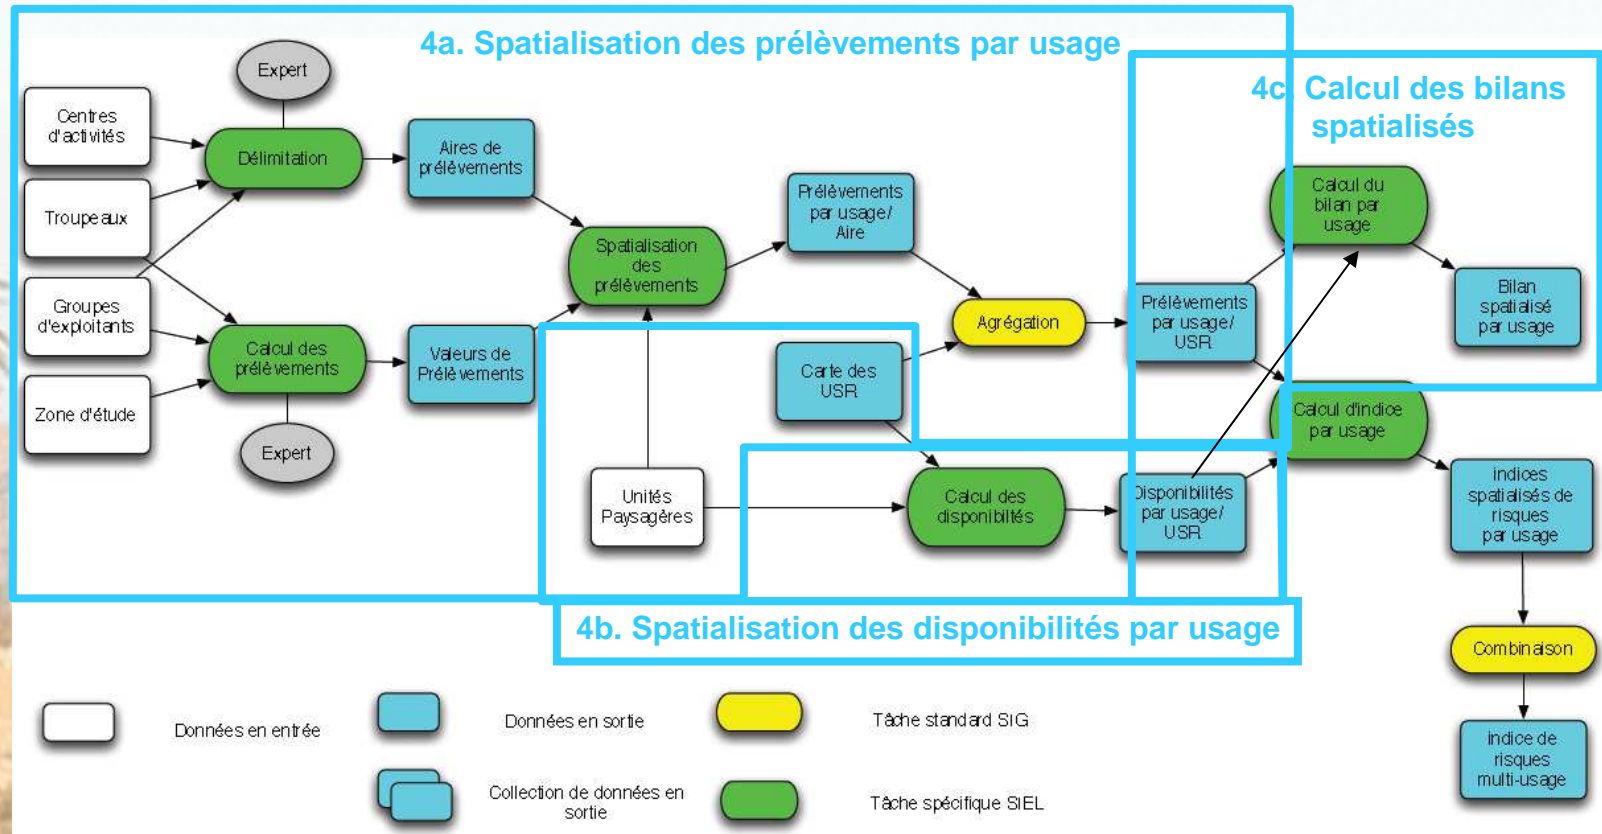 4a. Spatialisation des prélèvements par usage
4c. Calcul des bilans
spatialisés
Expert
Centres
d'activités
Délimitation
Aires de
prélèvements
Troupeaux
Prélèvements
par usage/
Aire
Calcul du
bilan par
usage
Spatialisation
des
prélèvements
Groupes
d'exploitants
Calcul des
prélèvements
Valeurs de
Prélèvements
Agrégation
Prélèvements
par usage/
USR
Bilan
spatialisé
par usage
Carte des
USR
Zone d'étude
Expert
Calcul d'indice
par usage
Unités
Paysagères
Calcul des
disponibiltés
Disponibilités
par usage/
USR
indices
spatialisés de
risques
par usage
4b. Spatialisation des disponibilités par usage
Combinaison
indice de
risques
multi-usage
Données en entrée
Données en sortie
Tâche standard SIG
Collection de données en
sortie
Tâche spécifique SIEL